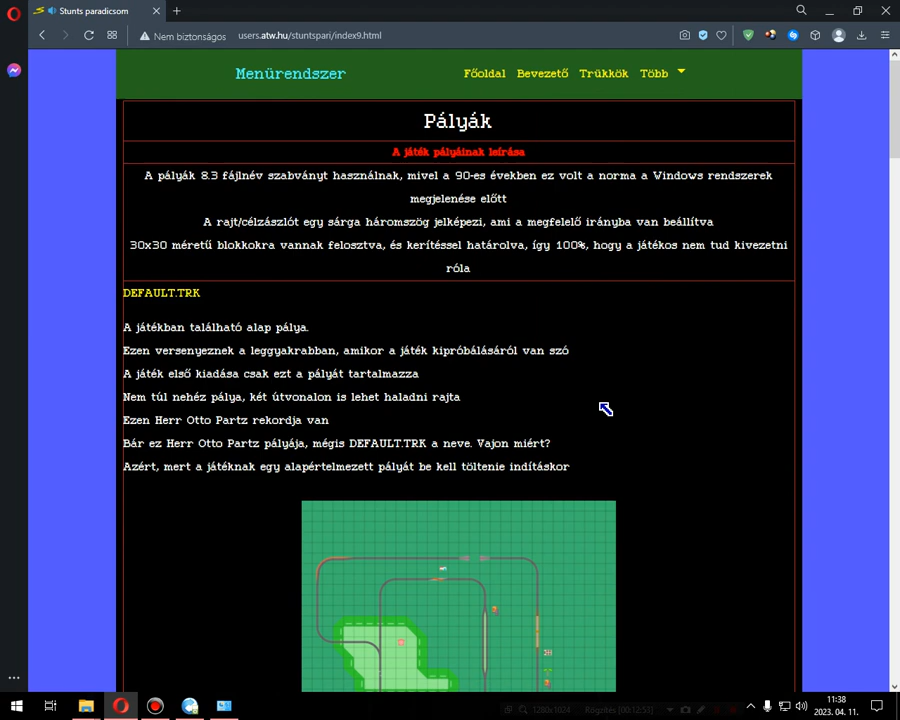 Stunts paradicsom
Nem biztonságos
users.atw.hu/stuntspari/index9.html
Menürendszer
Főoldal Bevezető Trükkök Több
Pályák
A játék pályáinak leírása
A pályák 8.3 fájlnév szabványt használnak, mivel a 90-es években ez volt a norma a Windows rendszerek
megjelenése előtt
A rajt/célzászlót egy sárga háromszög jelképezi, ami a megfelelő irányba van beállítva
30x30 méretű blokkokra vannak felosztva, és kerítéssel határolva, így 100%, hogy a játékos nem tud kivezetni
róla
DEFAULT.TRK
A játékban található alap pálya.
Ezen versenyeznek a leggyakrabban, amikor a játék kipróbálásáról van szó
A játék első kiadása csak ezt a pályát tartalmazza
Nem túl nehéz pálya, két útvonalon is lehet haladni rajta
Ezen Herr Otto Partz rekordja van
Bár ez Herr Otto Partz pályája, mégis DEFAULT.TRK a neve. Vajon miért?
Azért, mert a játéknak egy alapértelmezett pályát be kell töltenie indításkor
1280x1024
Rögzítés [00:12:53]
11:38
2023. 04. 11.